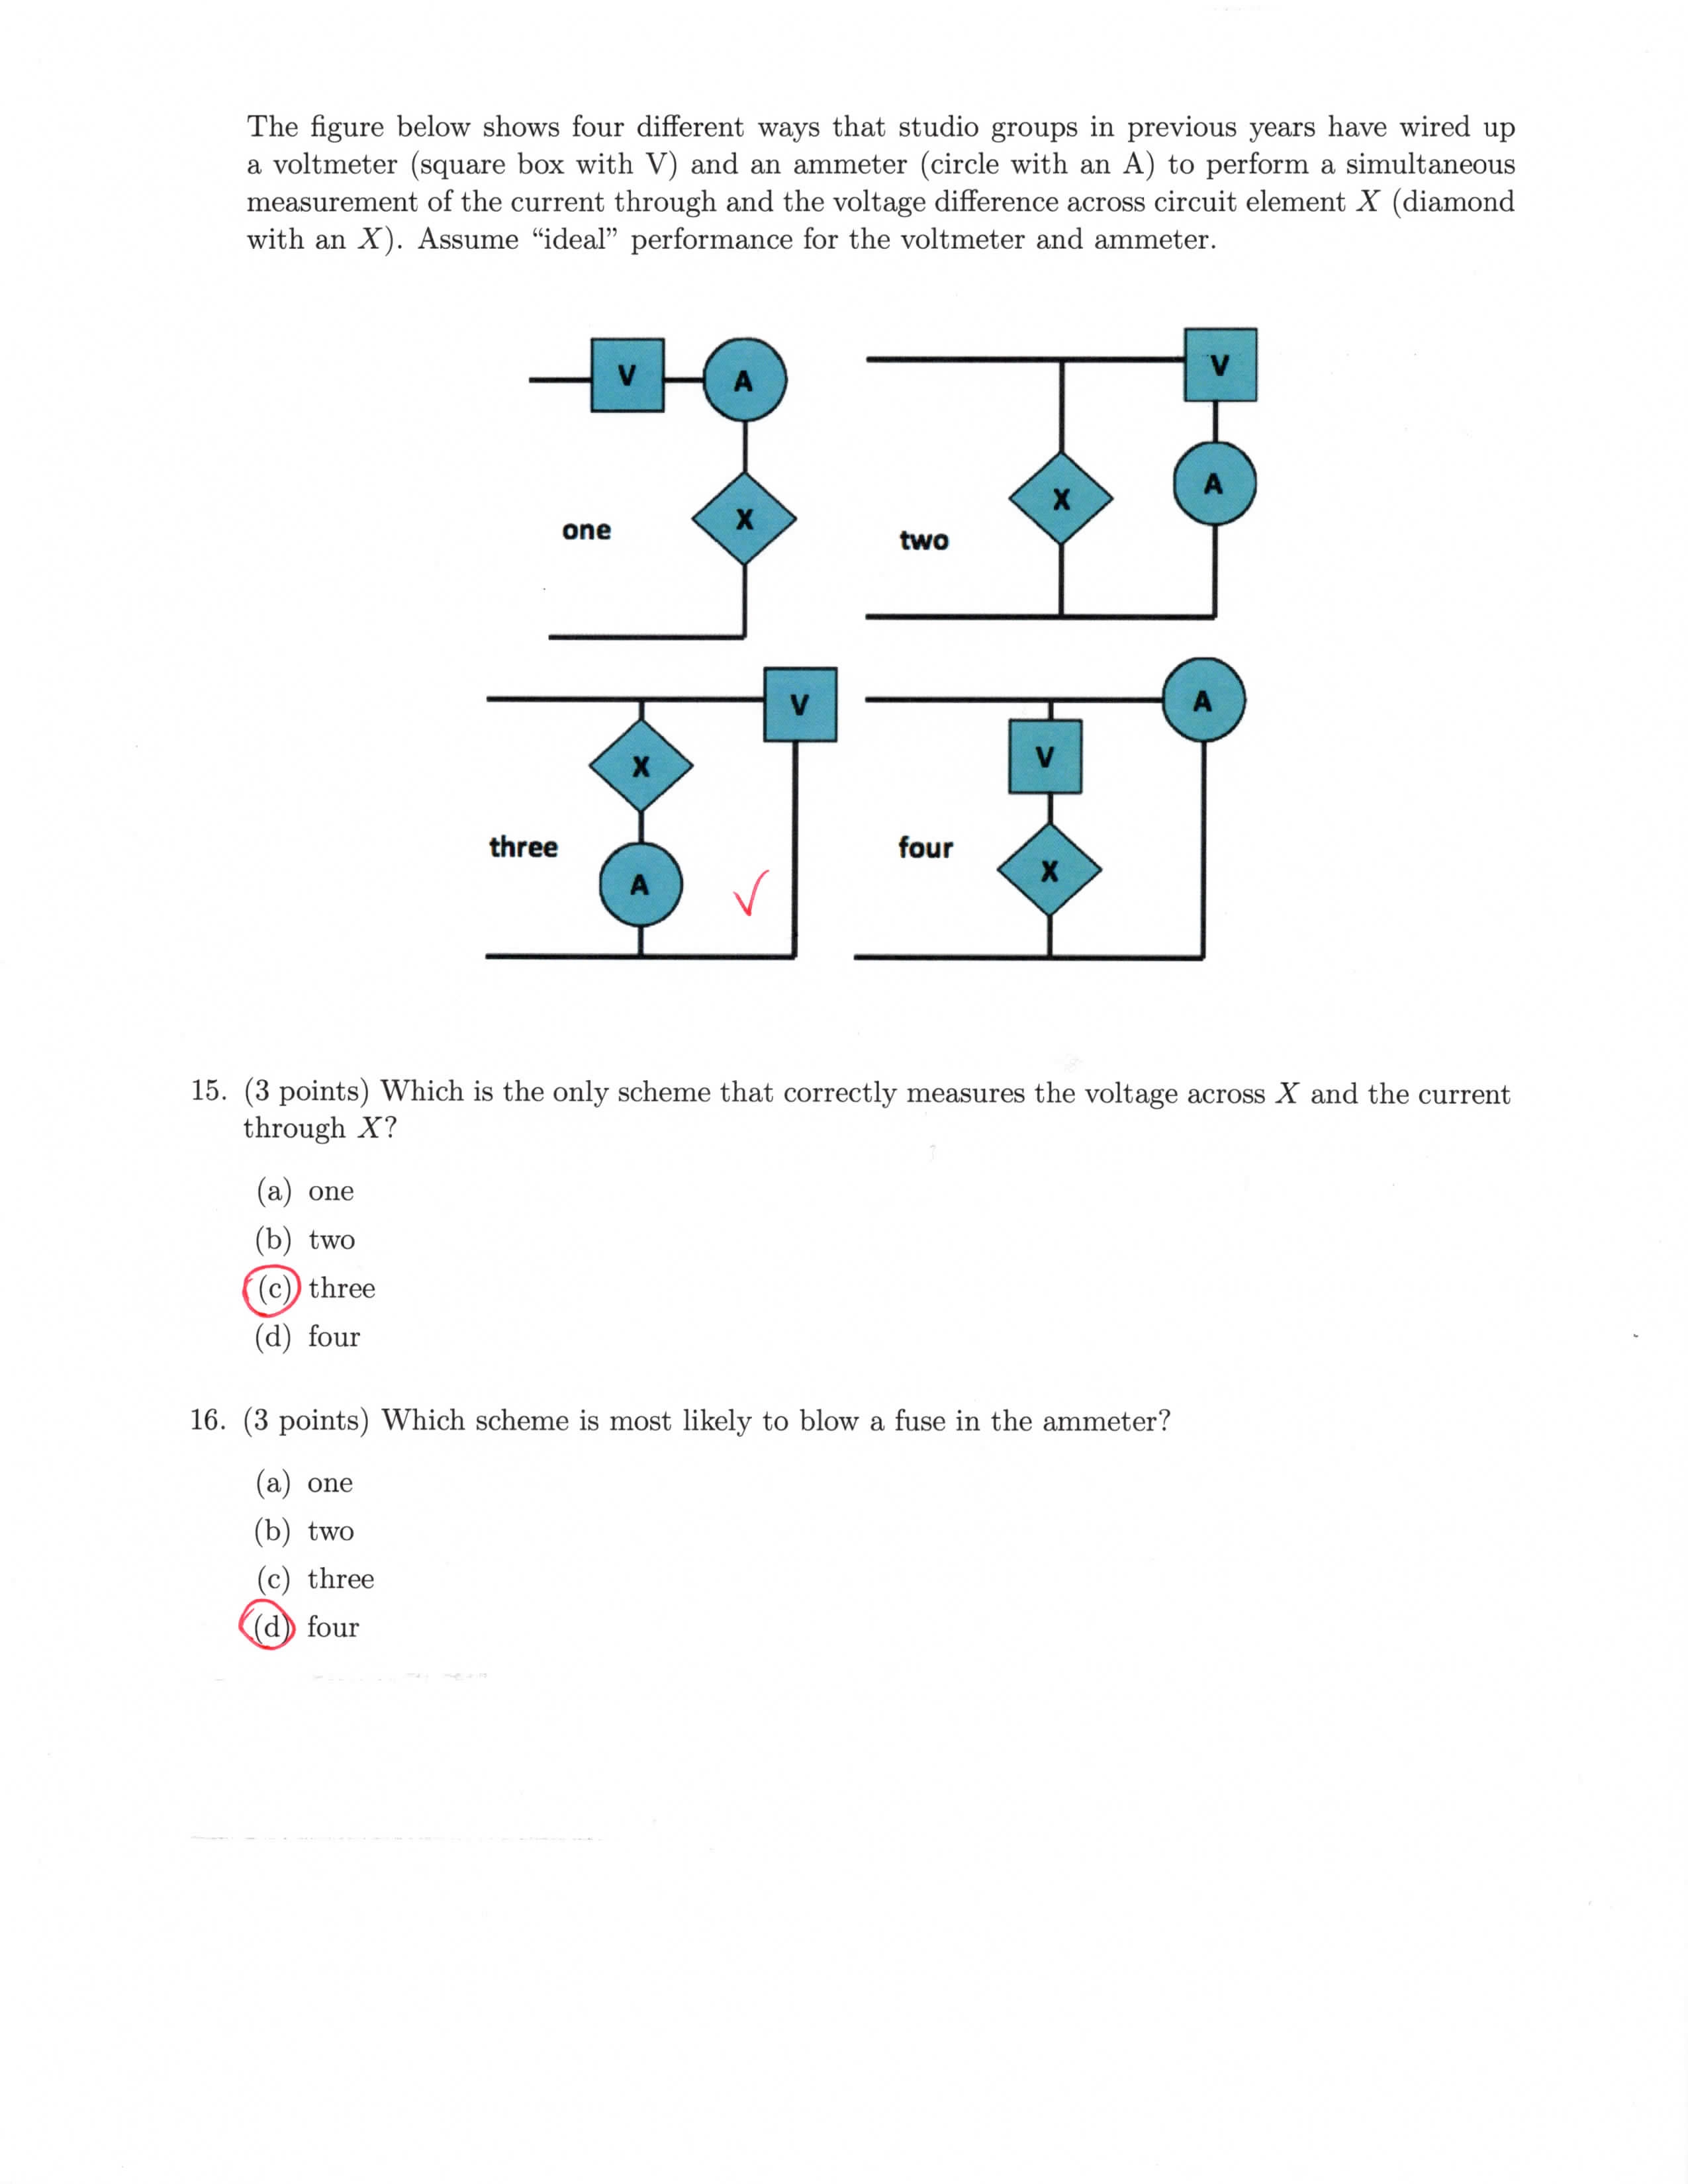 The figure below shows four different ways that studio groups in previous years have wired up
a voltmeter (square box with V) and an ammeter (circle with an A) to perform a simultaneous
measurement of the current through and the voltage difference across circuit element X (diamond
with an X). Assume “ideal” performance for the voltmeter and ammeter.
V A
X
one
V
X A
two
X V
three
A
A
V
four
X
15. (3 points) Which is the only scheme that correctly measures the voltage across X and the current
through X?
(a) one
(b) two
(c) three
(d) four
16. (3 points) Which scheme is most likely to blow a fuse in the ammeter?
(a) one
(b) two
(c) three
(d) four